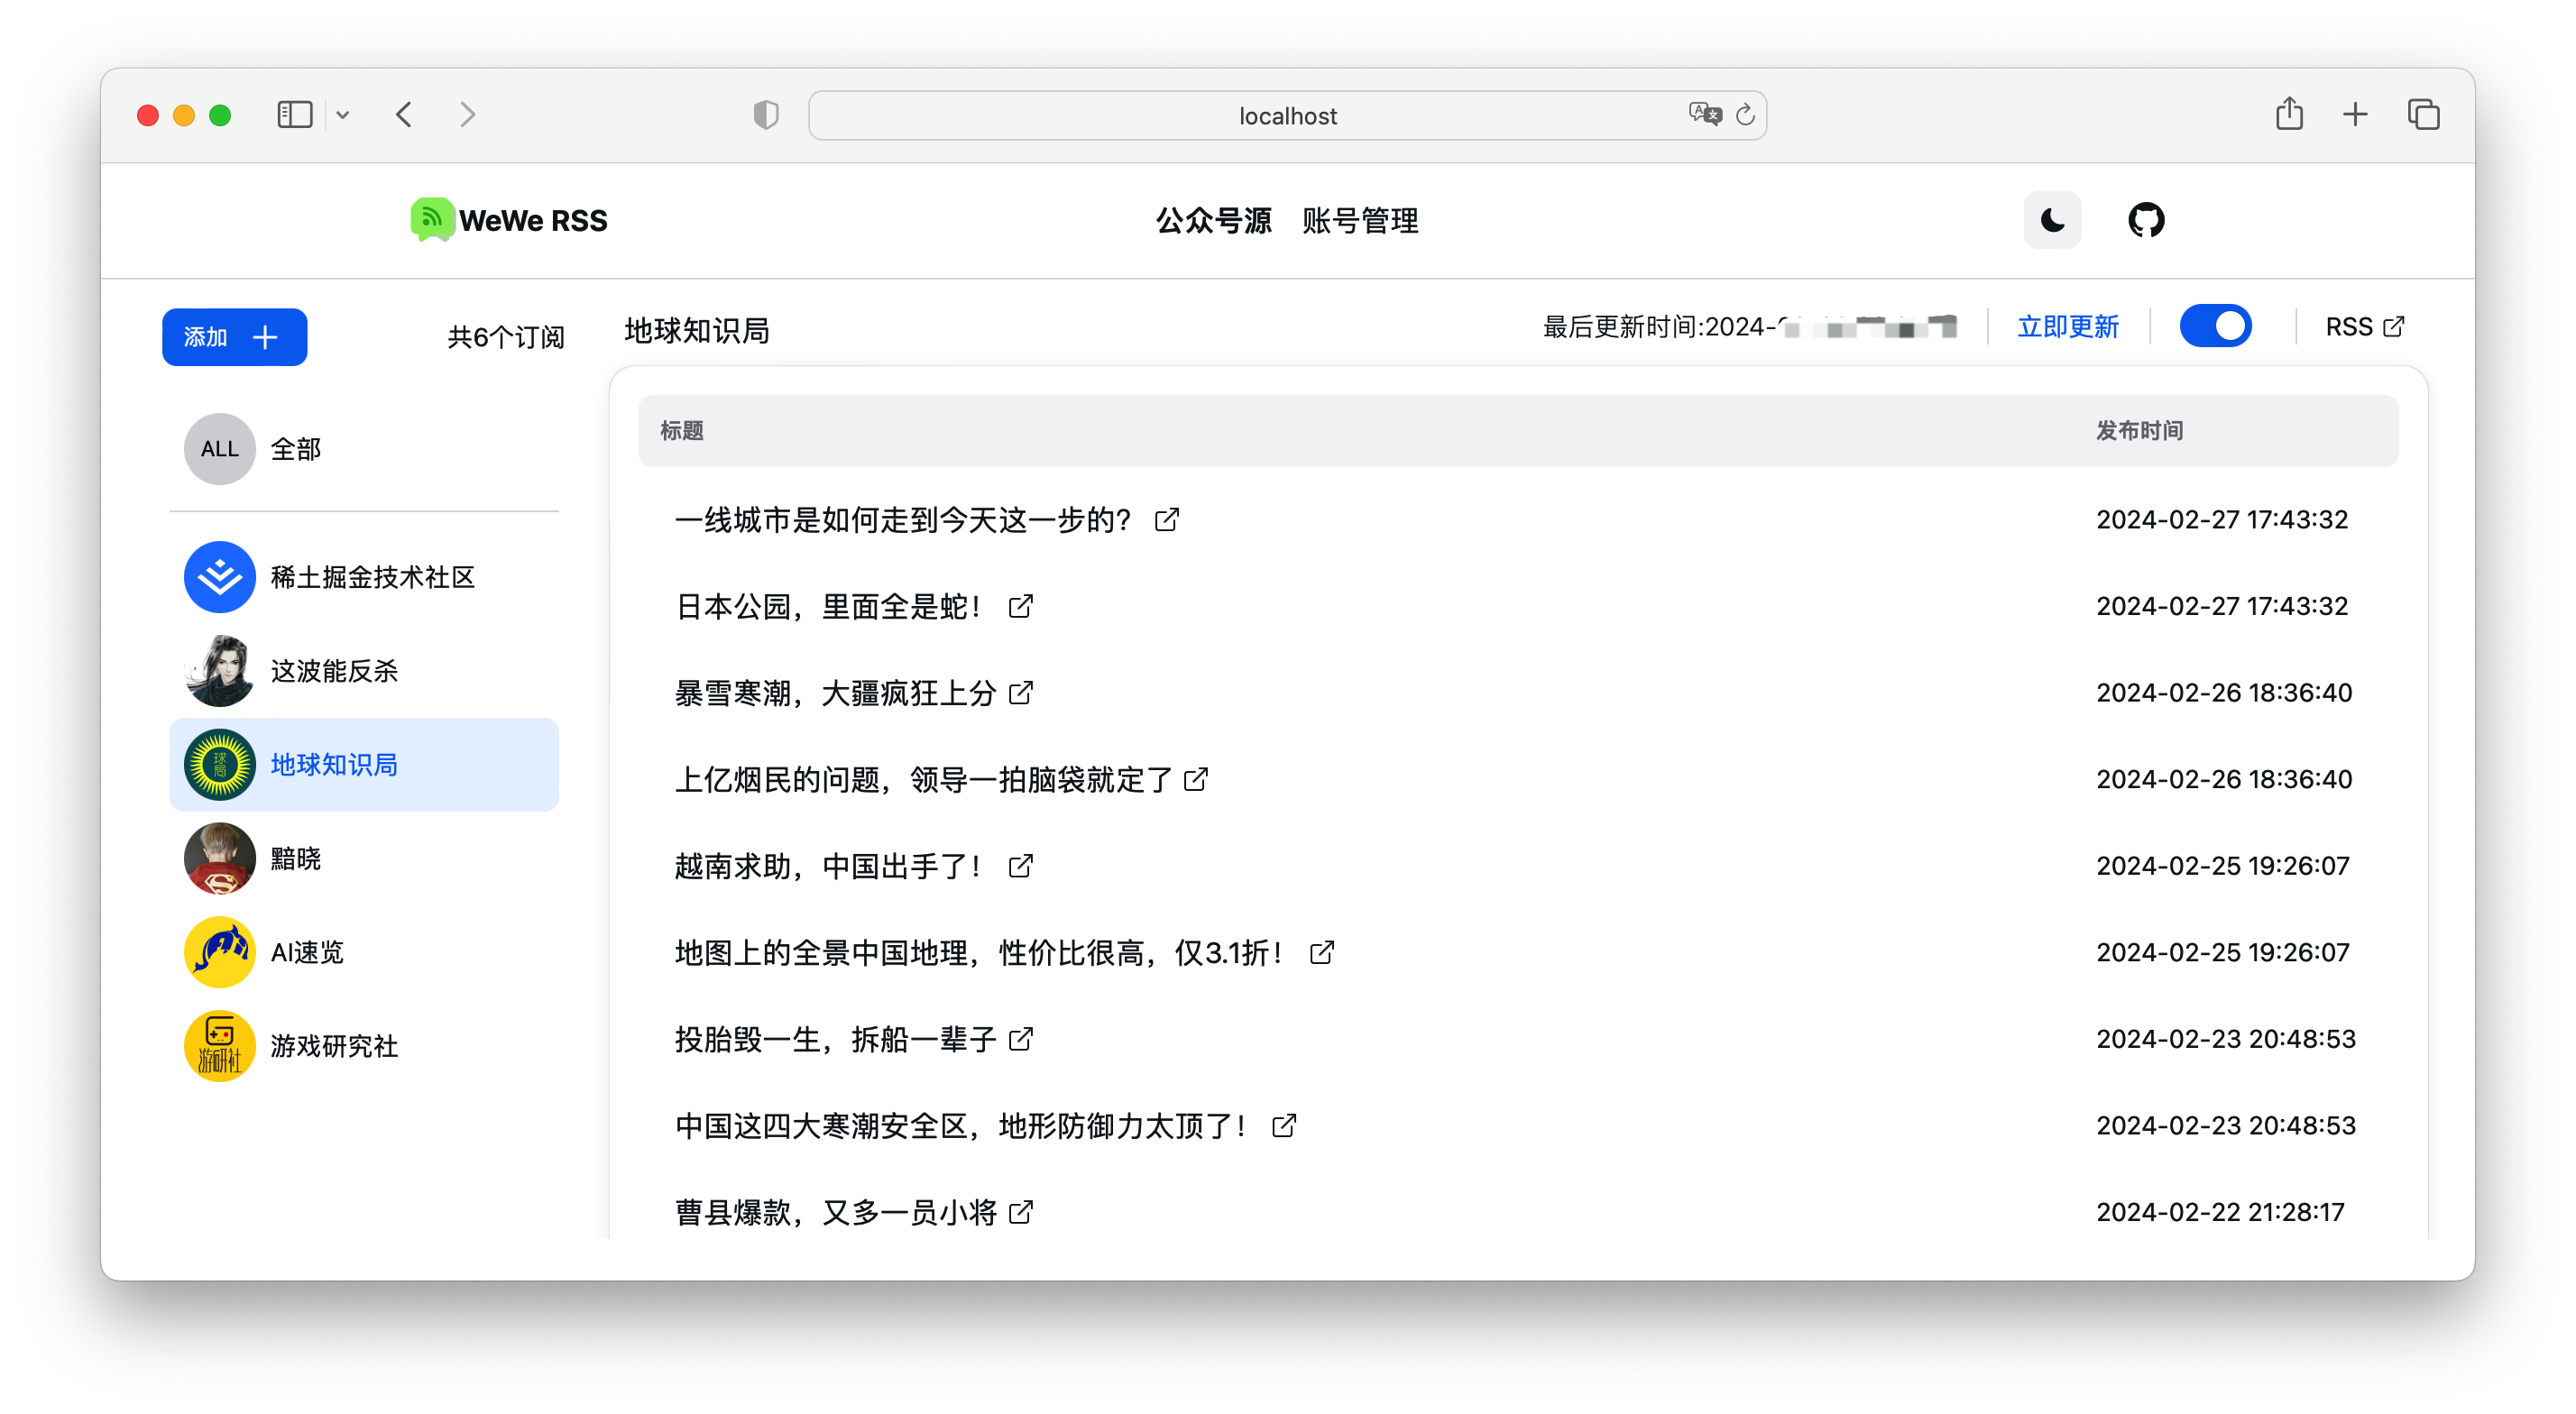 localhost
WeWe RSS
公众号源 账号管理
添加
共6个订阅
地球知识局
最后更新时间:2024-
立即更新
RSS
ALL 全部
稀土掘金技术社区
这波能反杀
球局
地球知识局
黯晓
AI速览
游研社
游戏研究社
标题 发布时间
一线城市是如何走到今天这一步的？ 2024-02-27 17:43:32
日本公园，里面全是蛇！ 2024-02-27 17:43:32
暴雪寒潮，大疆疯狂上分 2024-02-26 18:36:40
上亿烟民的问题，领导一拍脑袋就定了 2024-02-26 18:36:40
越南求助，中国出手了！ 2024-02-25 19:26:07
地图上的全景中国地理，性价比很高，仅3.1折！ 2024-02-25 19:26:07
投胎毁一生，拆船一辈子 2024-02-23 20:48:53
中国这四大寒潮安全区，地形防御力太顶了！ 2024-02-23 20:48:53
曹县爆款，又多一员小将 2024-02-22 21:28:17